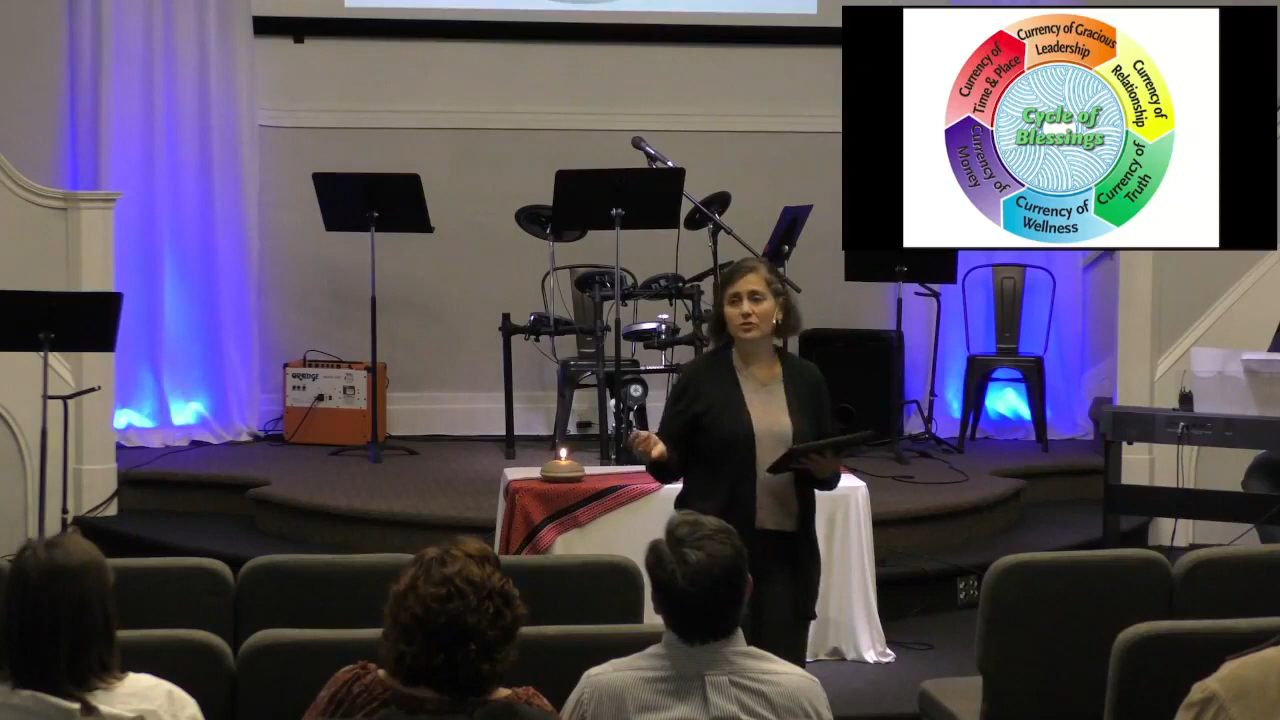 Currency of Gracious
Leadership
Currency of
Relationship
Currency of
Truth
Currency of
Wellness
Currency of
Money
Currency of
Time & Place
Cycle of
Blessings
ORANGE